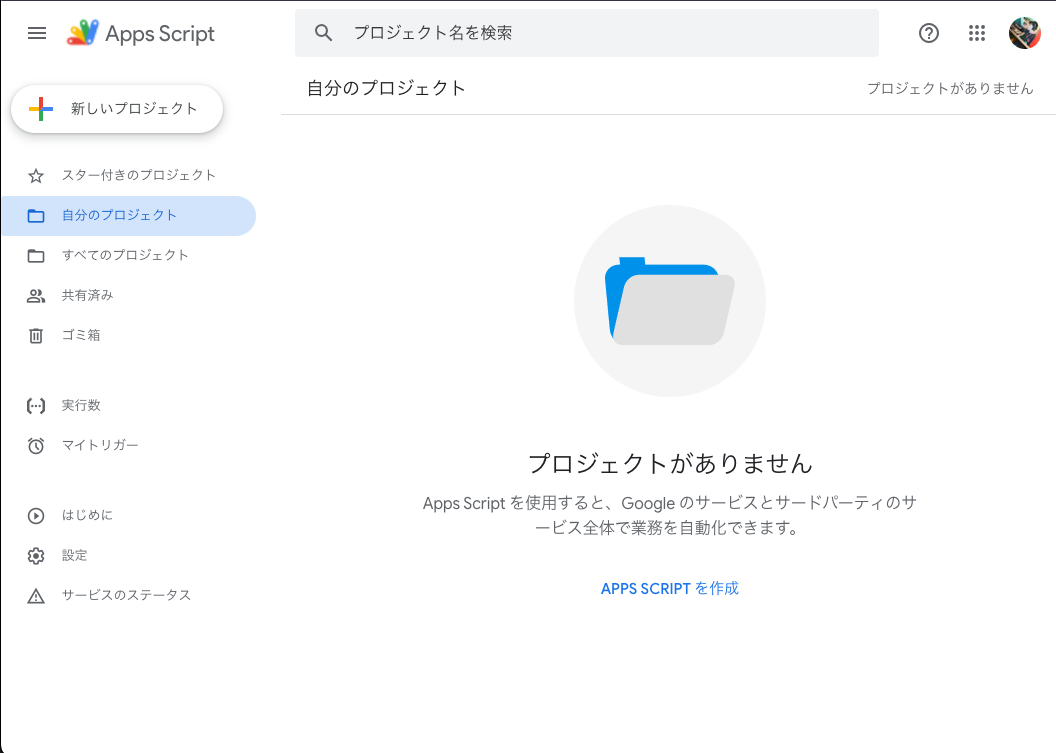 Apps Script
プロジェクト名を検索
新しいプロジェクト
スター付きのプロジェクト
自分のプロジェクト
すべてのプロジェクト
共有済み
ゴミ箱
実行数
マイトリガー
はじめに
設定
サービスのステータス
自分のプロジェクト
プロジェクトがありません
プロジェクトがありません
Apps Script を使用すると、Google のサービスとサードパーティのサ
ービス全体で業務を自動化できます。
APPS SCRIPT を作成